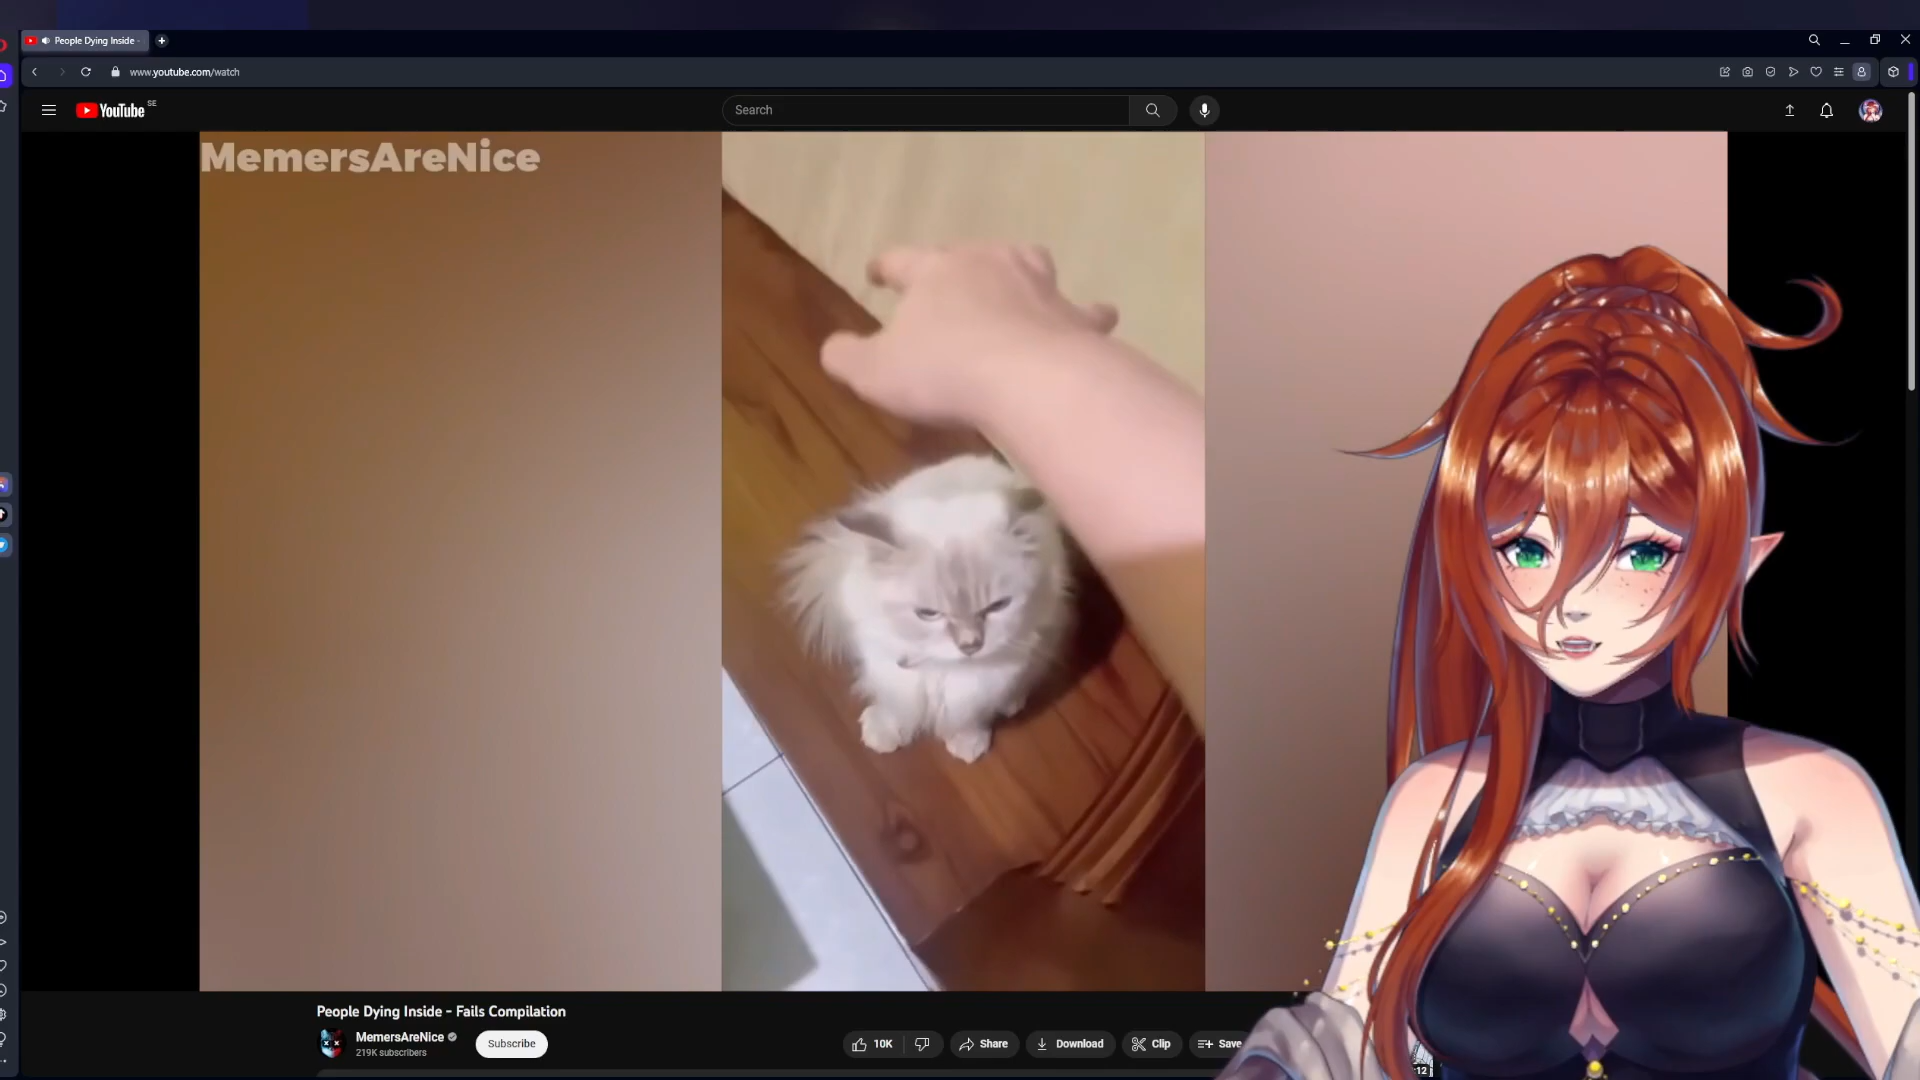 People Dying Inside -
www.youtube.com/watch
YouTube SE
Search
MemersAreNice
People Dying Inside - Fails Compilation
MemersAreNice
219K subscribers
Subscribe
10K
Share
Download
Clip
Save
:12